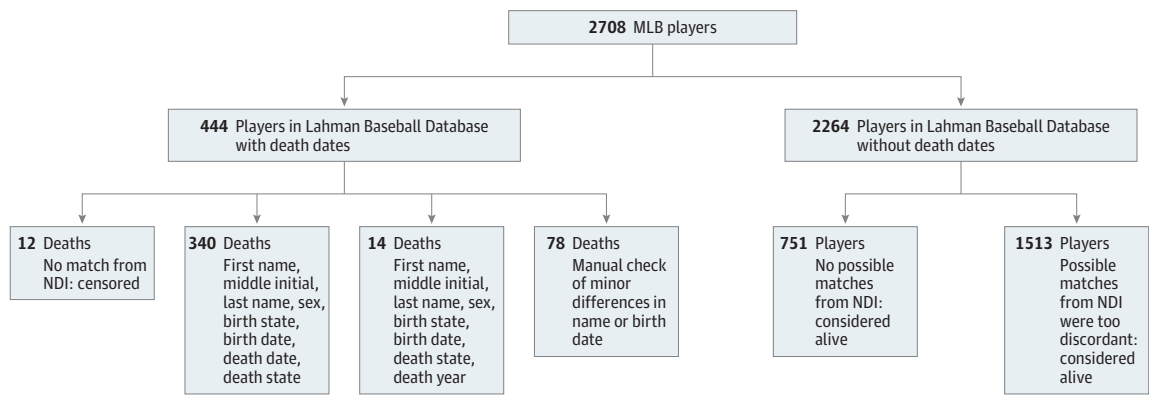 2708 MLB players
444 Players in Lahman Baseball Database
with death dates
2264 Players in Lahman Baseball Database
without death dates
12 Deaths
No match from
NDI: censored
340 Deaths
First name,
middle initial,
last name, sex,
birth state,
birth date,
death date,
death state
14 Deaths
First name,
middle initial,
last name, sex,
birth state,
birth date,
death state,
death year
78 Deaths
Manual check
of minor
differences in
name or birth
date
751 Players
No possible
matches
from NDI:
considered
alive
1513 Players
Possible
matches
from NDI
were too
discordant:
considered
alive